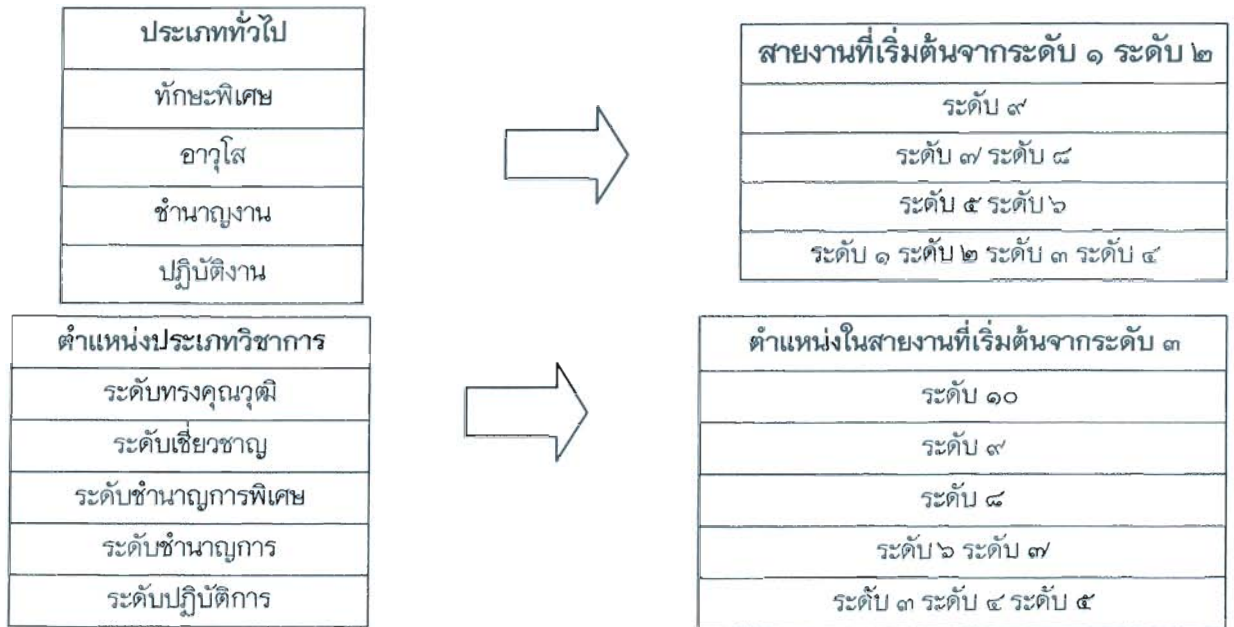 ประเภททั่วไป
ทักษะพิเศษ
อาวุโส
ชำนาญงาน
ปฏิบัติงาน
สายงานที่เริ่มต้นจากระดับ ๑ ระดับ ๒
ระดับ ๙
ระดับ ๗ ระดับ ๘
ระดับ ๕ ระดับ ๖
ระดับ ๑ ระดับ ๒ ระดับ ๓ ระดับ ๔
ตำแหน่งประเภทวิชาการ
ระดับทรงคุณวุฒิ
ระดับเชี่ยวชาญ
ระดับชำนาญการพิเศษ
ระดับชำนาญการ
ระดับปฏิบัติการ
ตำแหน่งในสายงานที่เริ่มต้นจากระดับ ๓
ระดับ ๑๐
ระดับ ๙
ระดับ ๘
ระดับ ๖ ระดับ ๗
ระดับ ๓ ระดับ ๔ ระดับ ๕